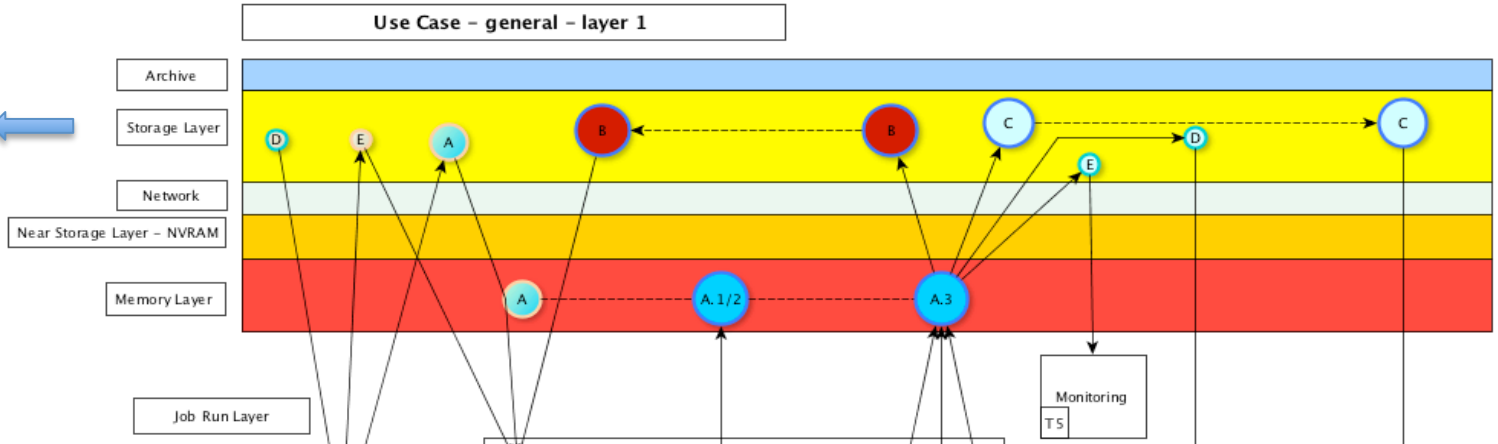 Use Case – general – layer 1
Archive
Storage Layer
D
E
A
B
B
C
D
E
C
Network
Near Storage Layer – NVRAM
Memory Layer
A
A.1/2
A.3
Monitoring
TS
Job Run Layer